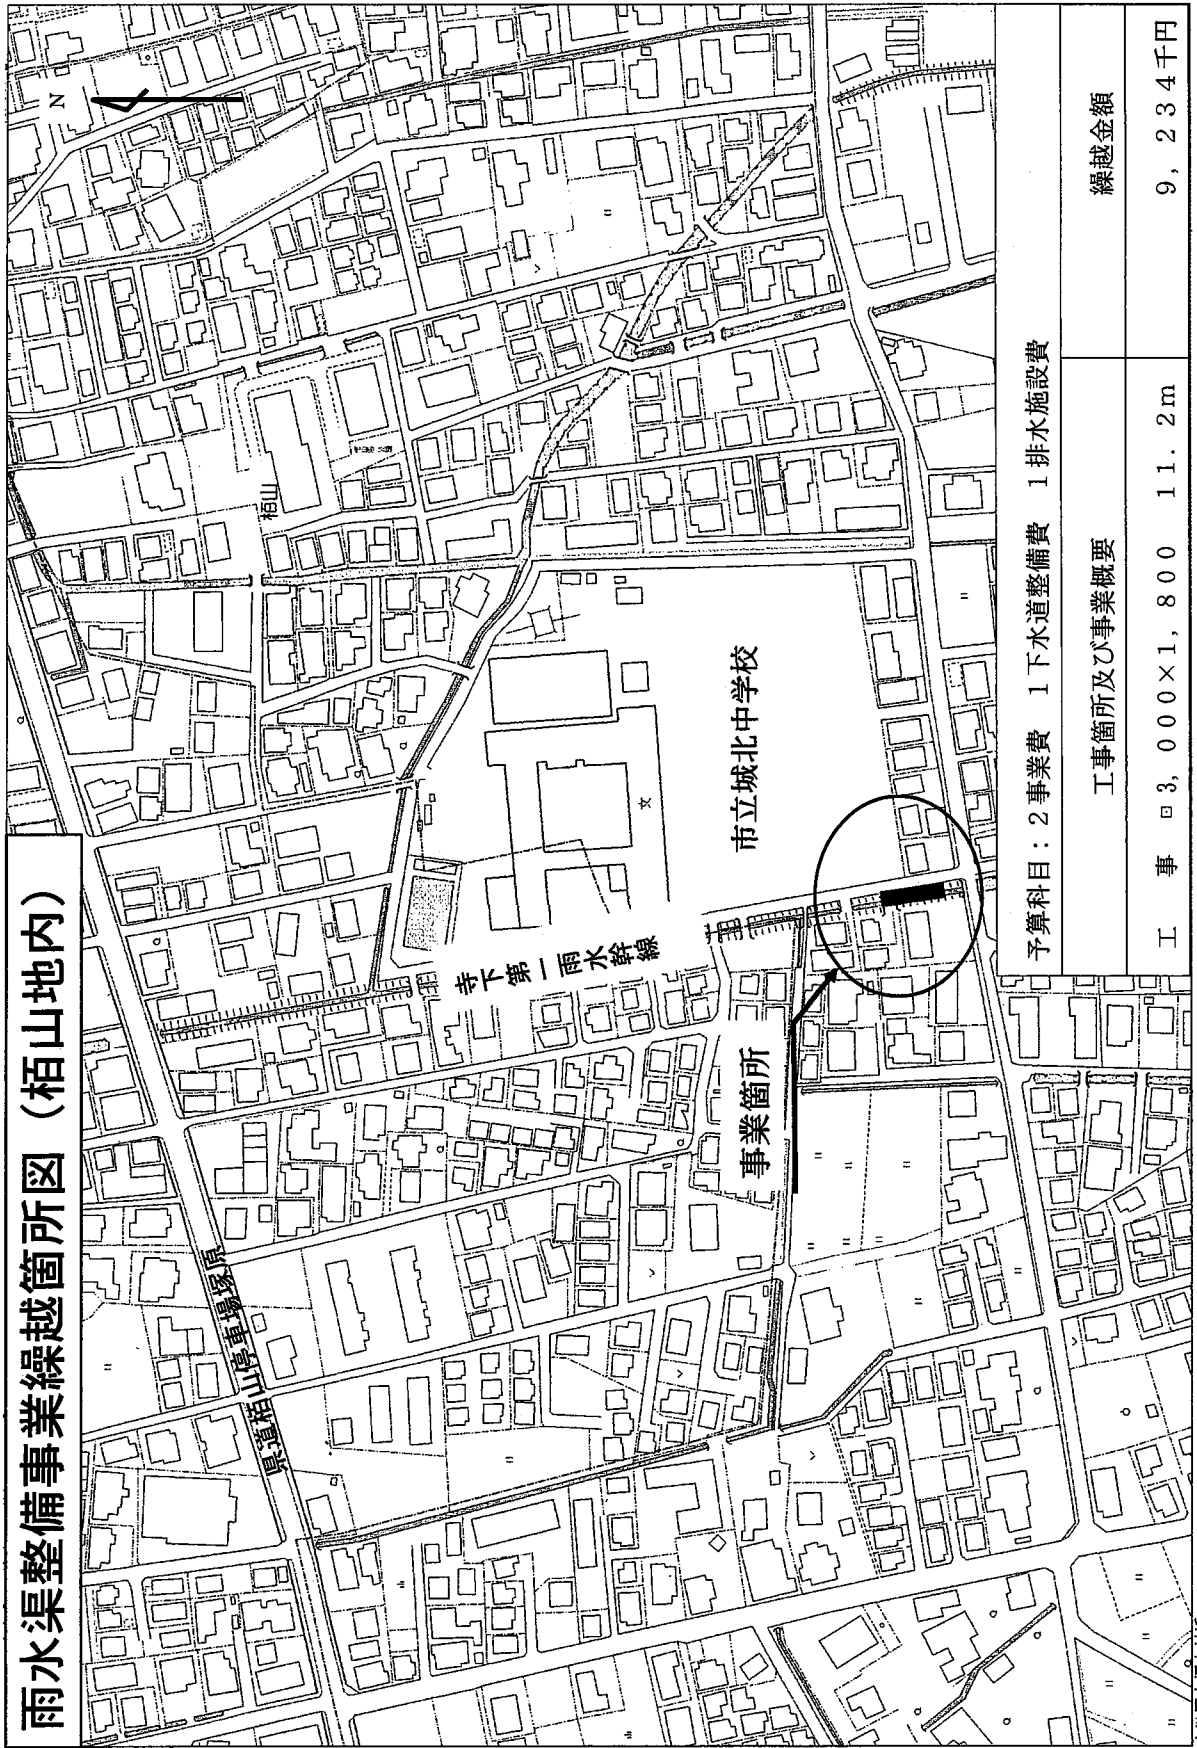 雨水渠整備事業繰越箇所図（栢山地内）
N
県道栢山停車場塚原
栢山
寺下第一雨水幹線
文
市立城北中学校
事業箇所
予算科目：２事業費　１下水道整備費　１排水施設費
工事箇所及び事業概要　繰越金額
工　事　□３，０００×１，８００　１１．２ｍ　９，２３４千円